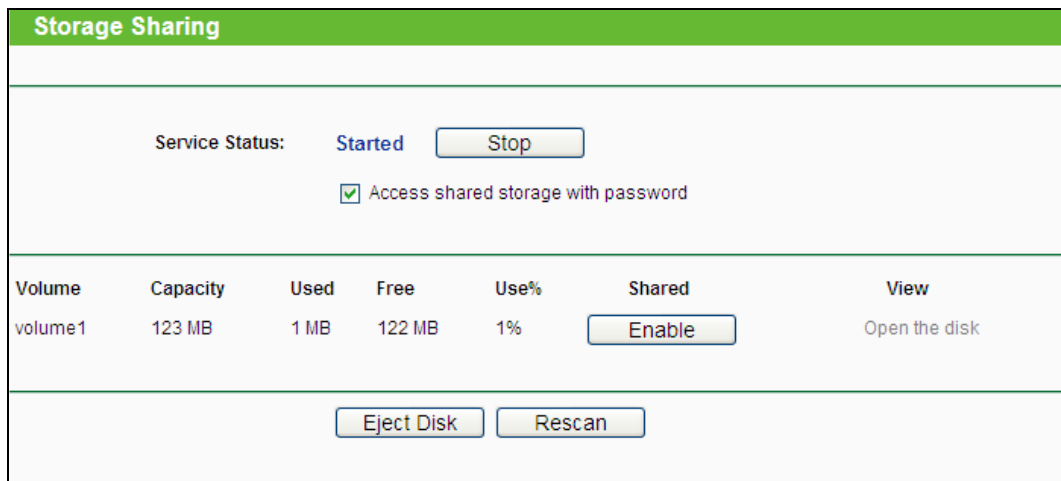 Storage Sharing
Service Status: Started Stop
Access shared storage with password
Volume Capacity Used Free Use% Shared View
volume1 123 MB 1 MB 122 MB 1% Enable Open the disk
Eject Disk Rescan